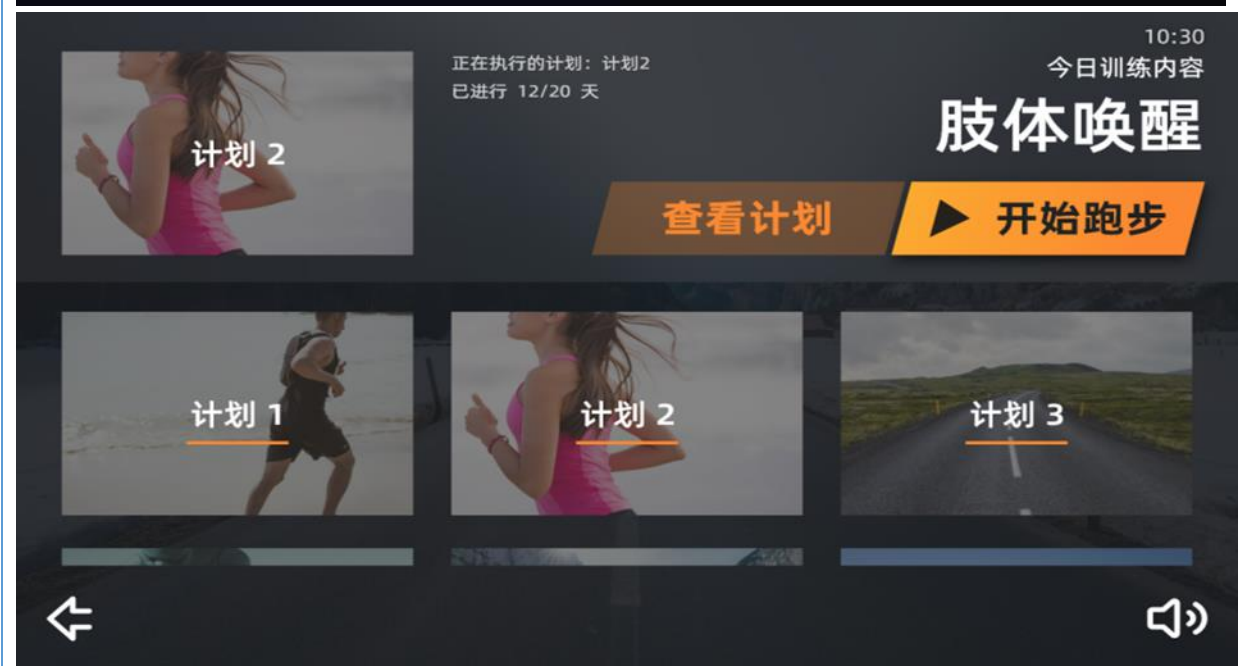 10:30
正在执行的计划：计划2
已进行 12/20 天
今日训练内容
肢体唤醒
计划 2
查看计划
开始跑步
计划 1
计划 2
计划 3